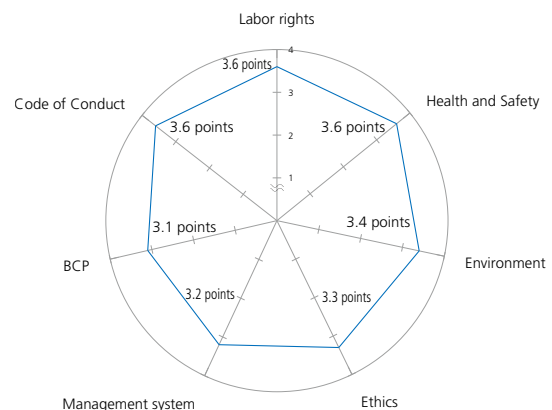 Labor rights
4
3.6 points
3
Code of Conduct
Health and Safety
3.6 points
3.6 points
2
1
3.1 points
3.4 points
BCP
Environment
3.2 points
3.3 points
Management system
Ethics